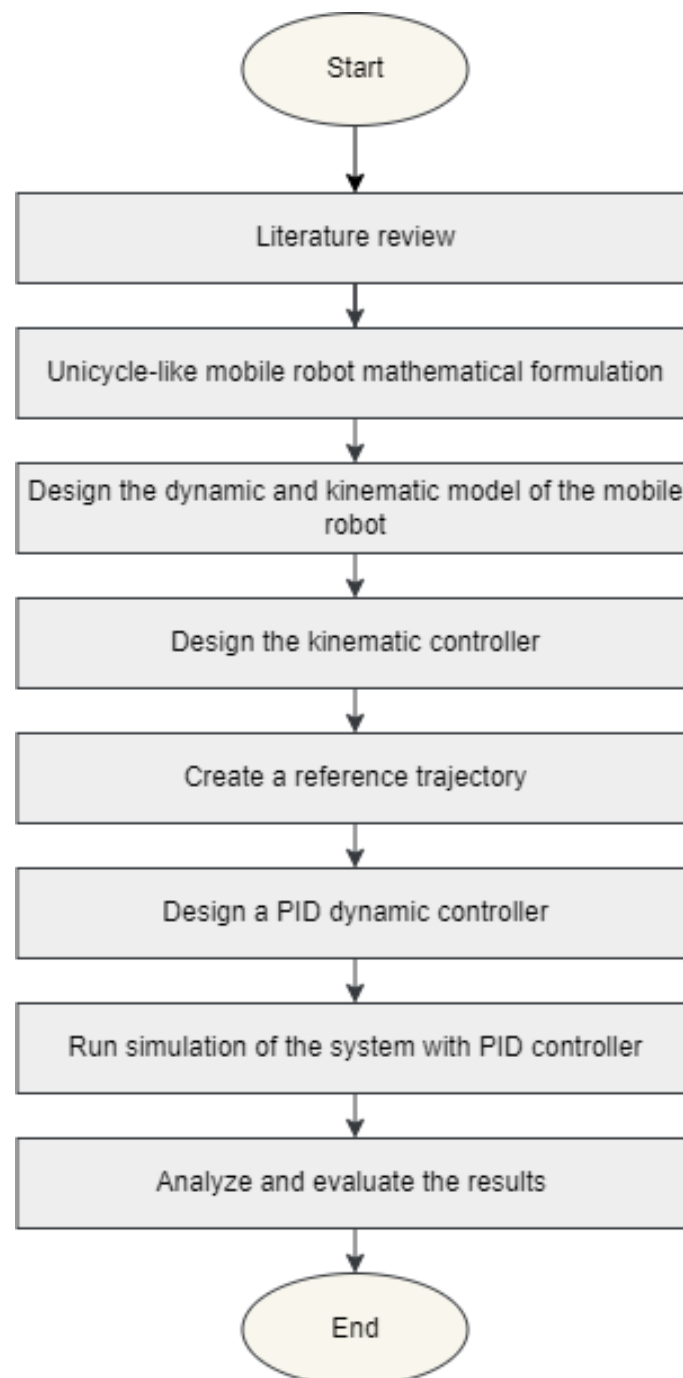 Start
Literature review
Unicycle-like mobile robot mathematical formulation
Design the dynamic and kinematic model of the mobile
robot
Design the kinematic controller
Create a reference trajectory
Design a PID dynamic controller
Run simulation of the system with PID controller
Analyze and evaluate the results
End